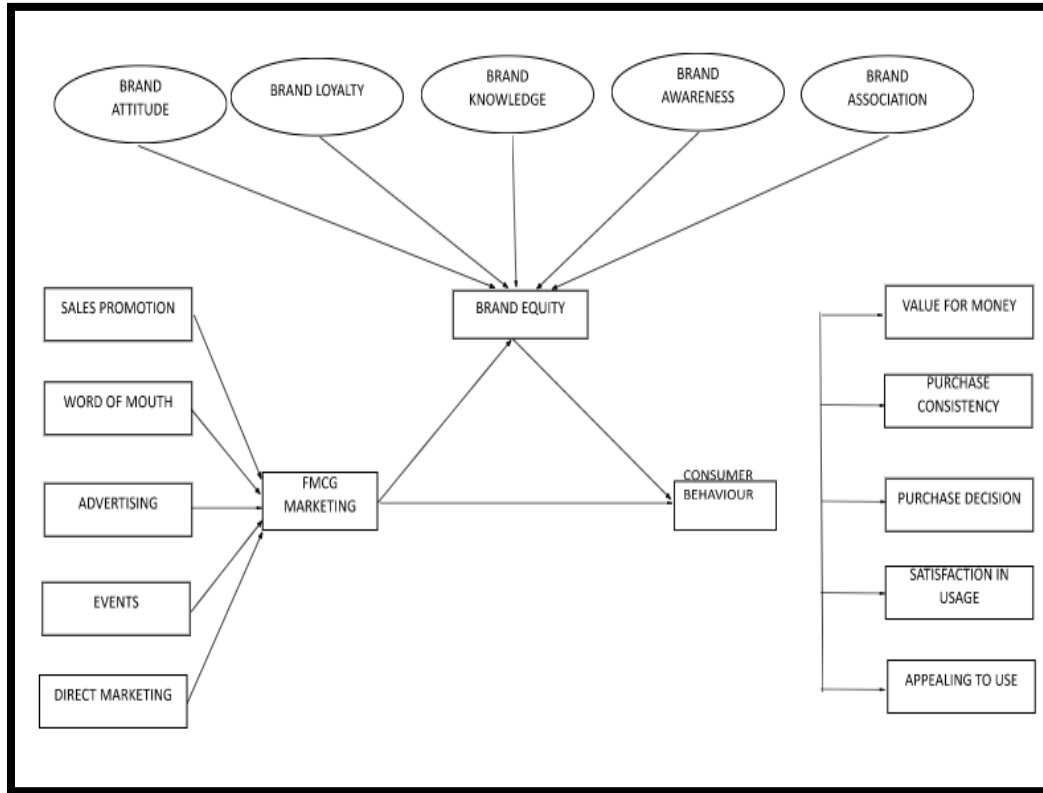 BRAND
ATTITUDE
BRAND LOYALTY
BRAND
KNOWLEDGE
BRAND
AWARENESS
BRAND
ASSOCIATION
BRAND EQUITY
SALES PROMOTION
WORD OF MOUTH
ADVERTISING
EVENTS
DIRECT MARKETING
FMCG
MARKETING
CONSUMER
BEHAVIOUR
VALUE FOR MONEY
PURCHASE
CONSISTENCY
PURCHASE DECISION
SATISFACTION IN
USAGE
APPEALING TO USE